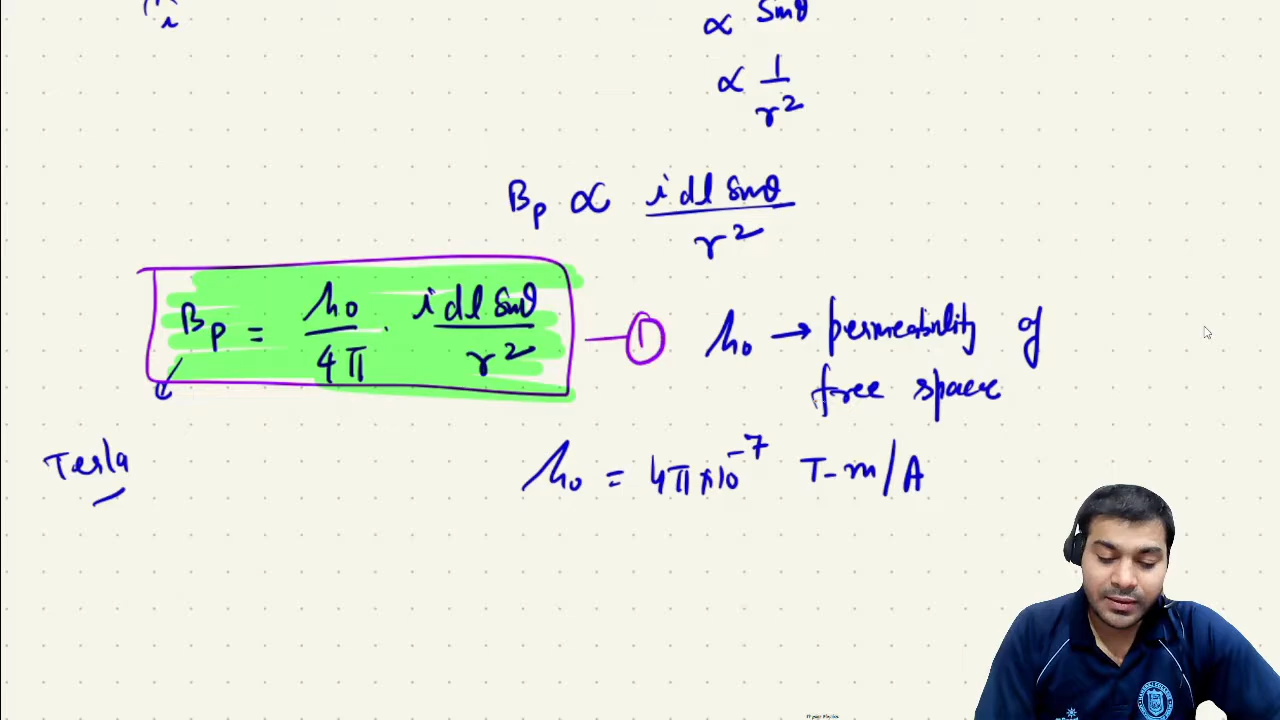 i
∝ Sinθ
∝ 1/r²
Bₚ ∝ i dl Sinθ / r²
Bₚ = μ₀/4π · i dl Sinθ / r² — ① μ₀ → permeability of
free space
Tesla
μ₀ = 4π×10⁻⁷ T-m/A